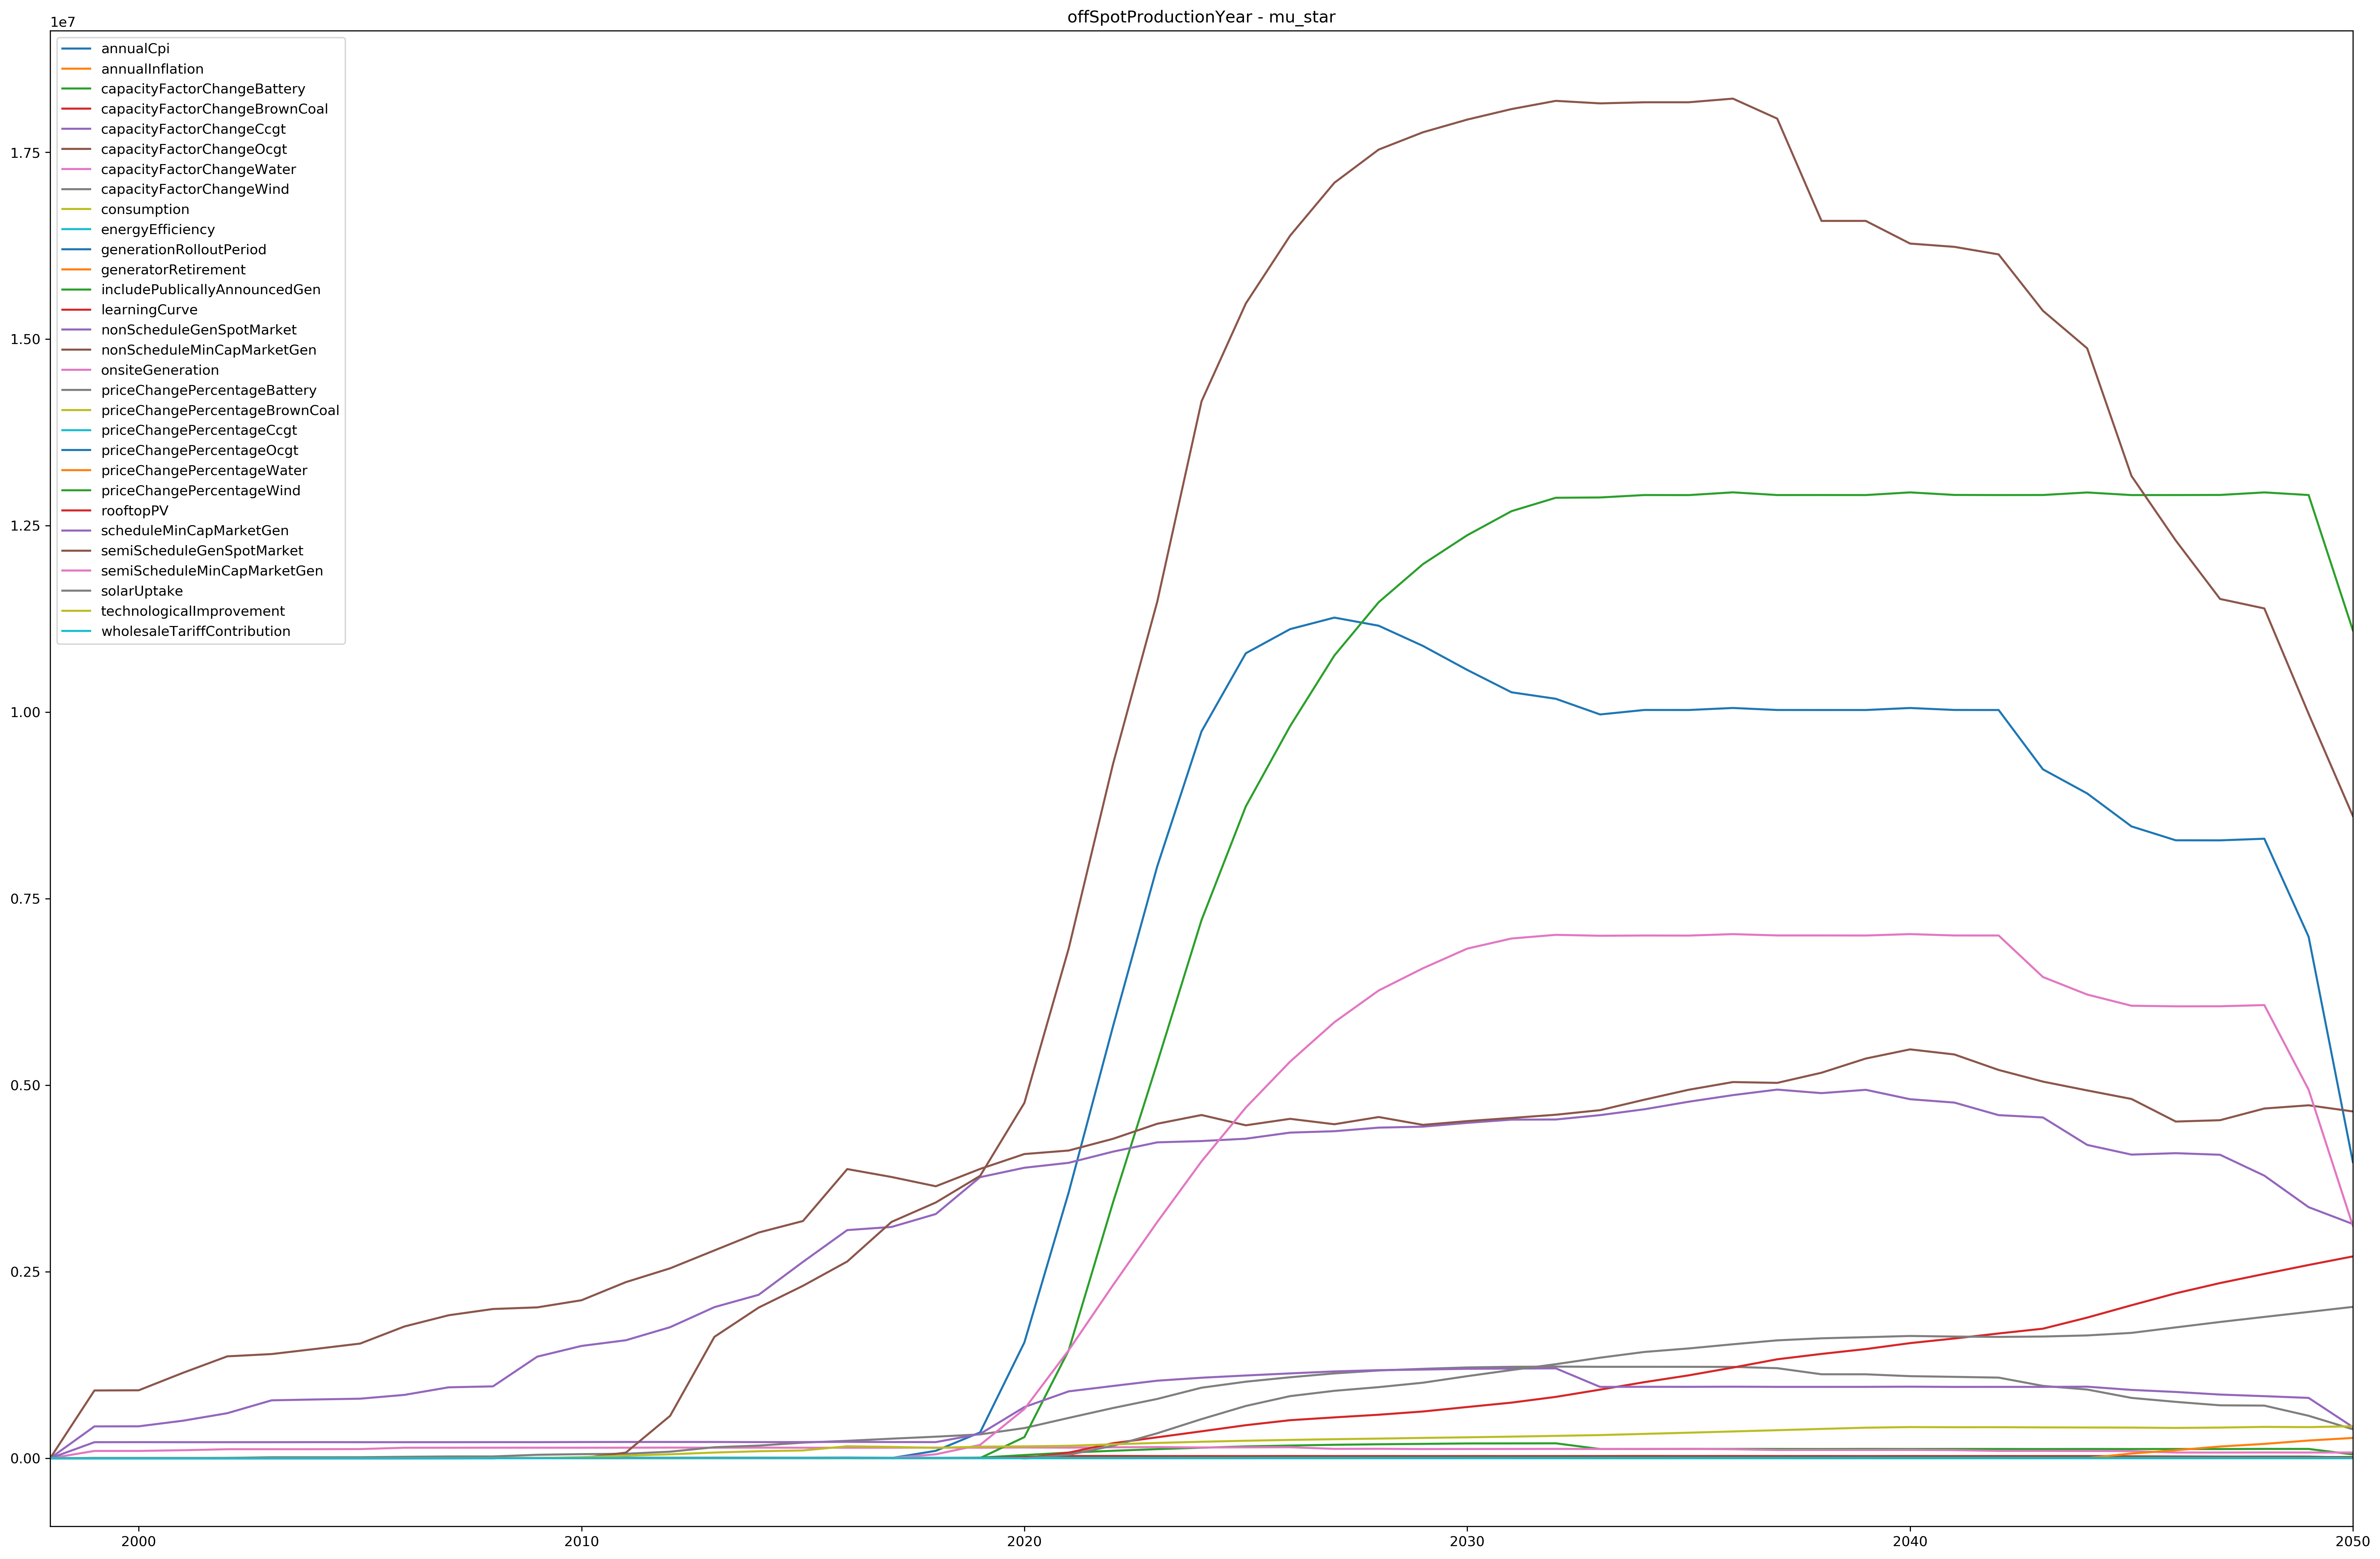 offSpotProductionYear - mu_star
1e7
annualCpi
annualInflation
capacityFactorChangeBattery
capacityFactorChangeBrownCoal
capacityFactorChangeCcgt
capacityFactorChangeOcgt
capacityFactorChangeWater
capacityFactorChangeWind
consumption
energyEfficiency
generationRolloutPeriod
generatorRetirement
includePublicallyAnnouncedGen
learningCurve
nonScheduleGenSpotMarket
nonScheduleMinCapMarketGen
onsiteGeneration
priceChangePercentageBattery
priceChangePercentageBrownCoal
priceChangePercentageCcgt
priceChangePercentageOcgt
priceChangePercentageWater
priceChangePercentageWind
rooftopPV
scheduleMinCapMarketGen
semiScheduleGenSpotMarket
semiScheduleMinCapMarketGen
solarUptake
technologicalImprovement
wholesaleTariffContribution
1.75
1.50
1.25
1.00
0.75
0.50
0.25
0.00
2000 2010 2020 2030 2040 2050